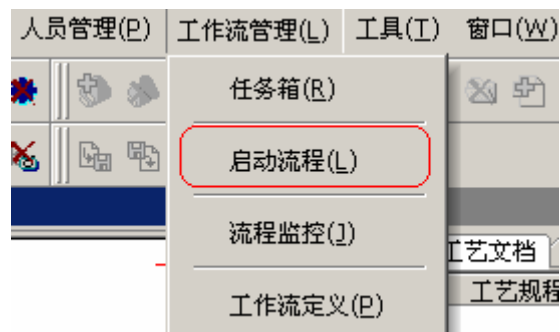 人员管理(P) 工作流管理(L) 工具(T) 窗口(W)
任务箱(R)
启动流程(L)
流程监控(J)
工艺文档
工艺规程
工作流定义(P)